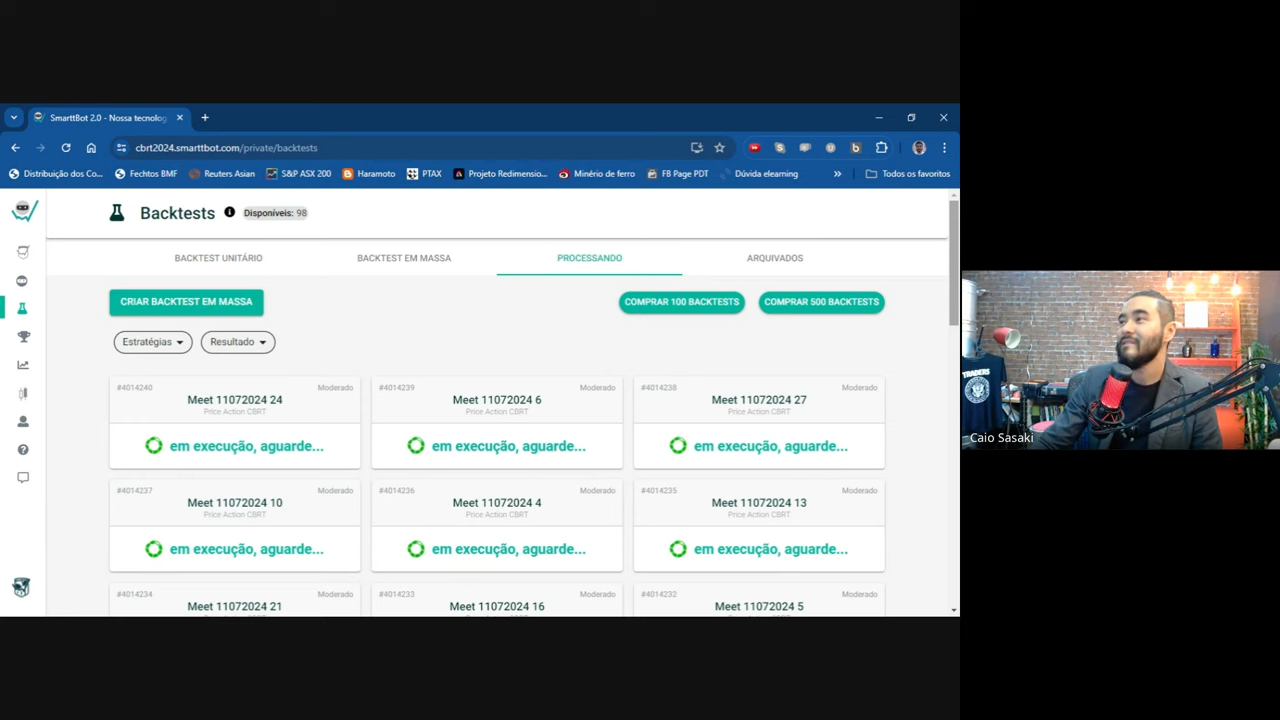 SmarttBot 2.0 - Nossa tecnolog
cbrt2024.smarttbot.com/private/backtests
Distribuição dos Co... Fechtos BMF Reuters Asian S&P ASX 200 Haramoto PTAX Projeto Redimensio... Minério de ferro FB Page PDT Dúvida elearning » Todos os favoritos
Backtests Disponíveis: 98
BACKTEST UNITÁRIO BACKTEST EM MASSA PROCESSANDO ARQUIVADOS
CRIAR BACKTEST EM MASSA COMPRAR 100 BACKTESTS COMPRAR 500 BACKTESTS
Estratégias Resultado
#4014240 Moderado #4014239 Moderado #4014238 Moderado
Meet 11072024 24 Meet 11072024 6 Meet 11072024 27
Price Action CBRT Price Action CBRT Price Action CBRT
em execução, aguarde... em execução, aguarde... em execução, aguarde...
#4014237 Moderado #4014236 Moderado #4014235 Moderado
Meet 11072024 10 Meet 11072024 4 Meet 11072024 13
Price Action CBRT Price Action CBRT Price Action CBRT
em execução, aguarde... em execução, aguarde... em execução, aguarde...
#4014234 Moderado #4014233 Moderado #4014232 Moderado
Meet 11072024 21 Meet 11072024 16 Meet 11072024 5
TRADERS
Caio Sasaki